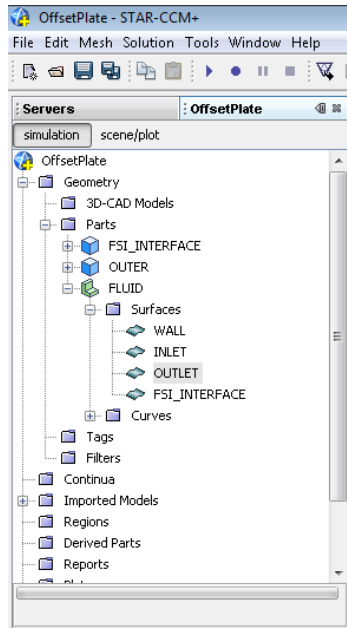 OffsetPlate - STAR-CCM+
File Edit Mesh Solution Tools Window Help
Servers OffsetPlate
simulation scene/plot
OffsetPlate
Geometry
3D-CAD Models
Parts
FSI_INTERFACE
OUTER
FLUID
Surfaces
WALL
INLET
OUTLET
FSI_INTERFACE
Curves
Tags
Filters
Continua
Imported Models
Regions
Derived Parts
Reports